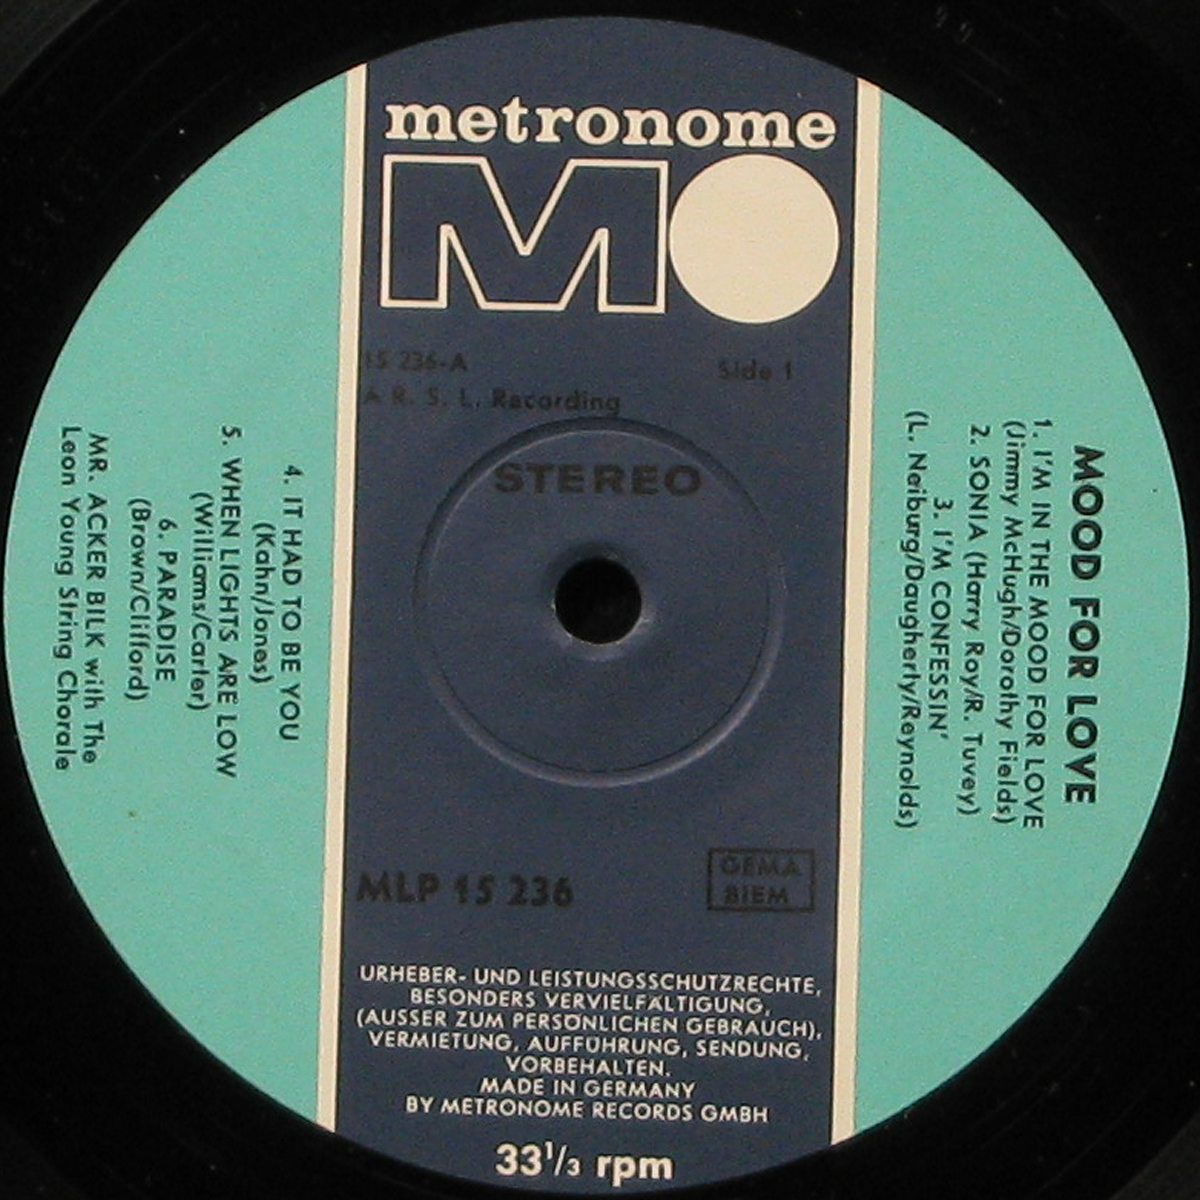 metronome
MO
15 236-A
Side 1
A R. S. L. Recording
STEREO
MOOD FOR LOVE
1. I'M IN THE MOOD FOR LOVE
(Jimmy McHugh/Dorothy Fields)
2. SONIA (Harry Roy/R. Tuvey)
3. I'M CONFESSIN'
(L. Neiburg/Daugherty/Reynolds)
4. IT HAD TO BE YOU
(Kahn/Jones)
5. WHEN LIGHTS ARE LOW
(Williams/Carter)
6. PARADISE
(Brown/Clifford)
MR. ACKER BILK with The
Leon Young String Chorale
MLP 15 236
GEMA
BIEM
URHEBER- UND LEISTUNGSSCHUTZRECHTE,
BESONDERS VERVIELFÄLTIGUNG,
(AUSSER ZUM PERSÖNLICHEN GEBRAUCH),
VERMIETUNG, AUFFÜHRUNG, SENDUNG,
VORBEHALTEN.
MADE IN GERMANY
BY METRONOME RECORDS GMBH
33 1/3 rpm